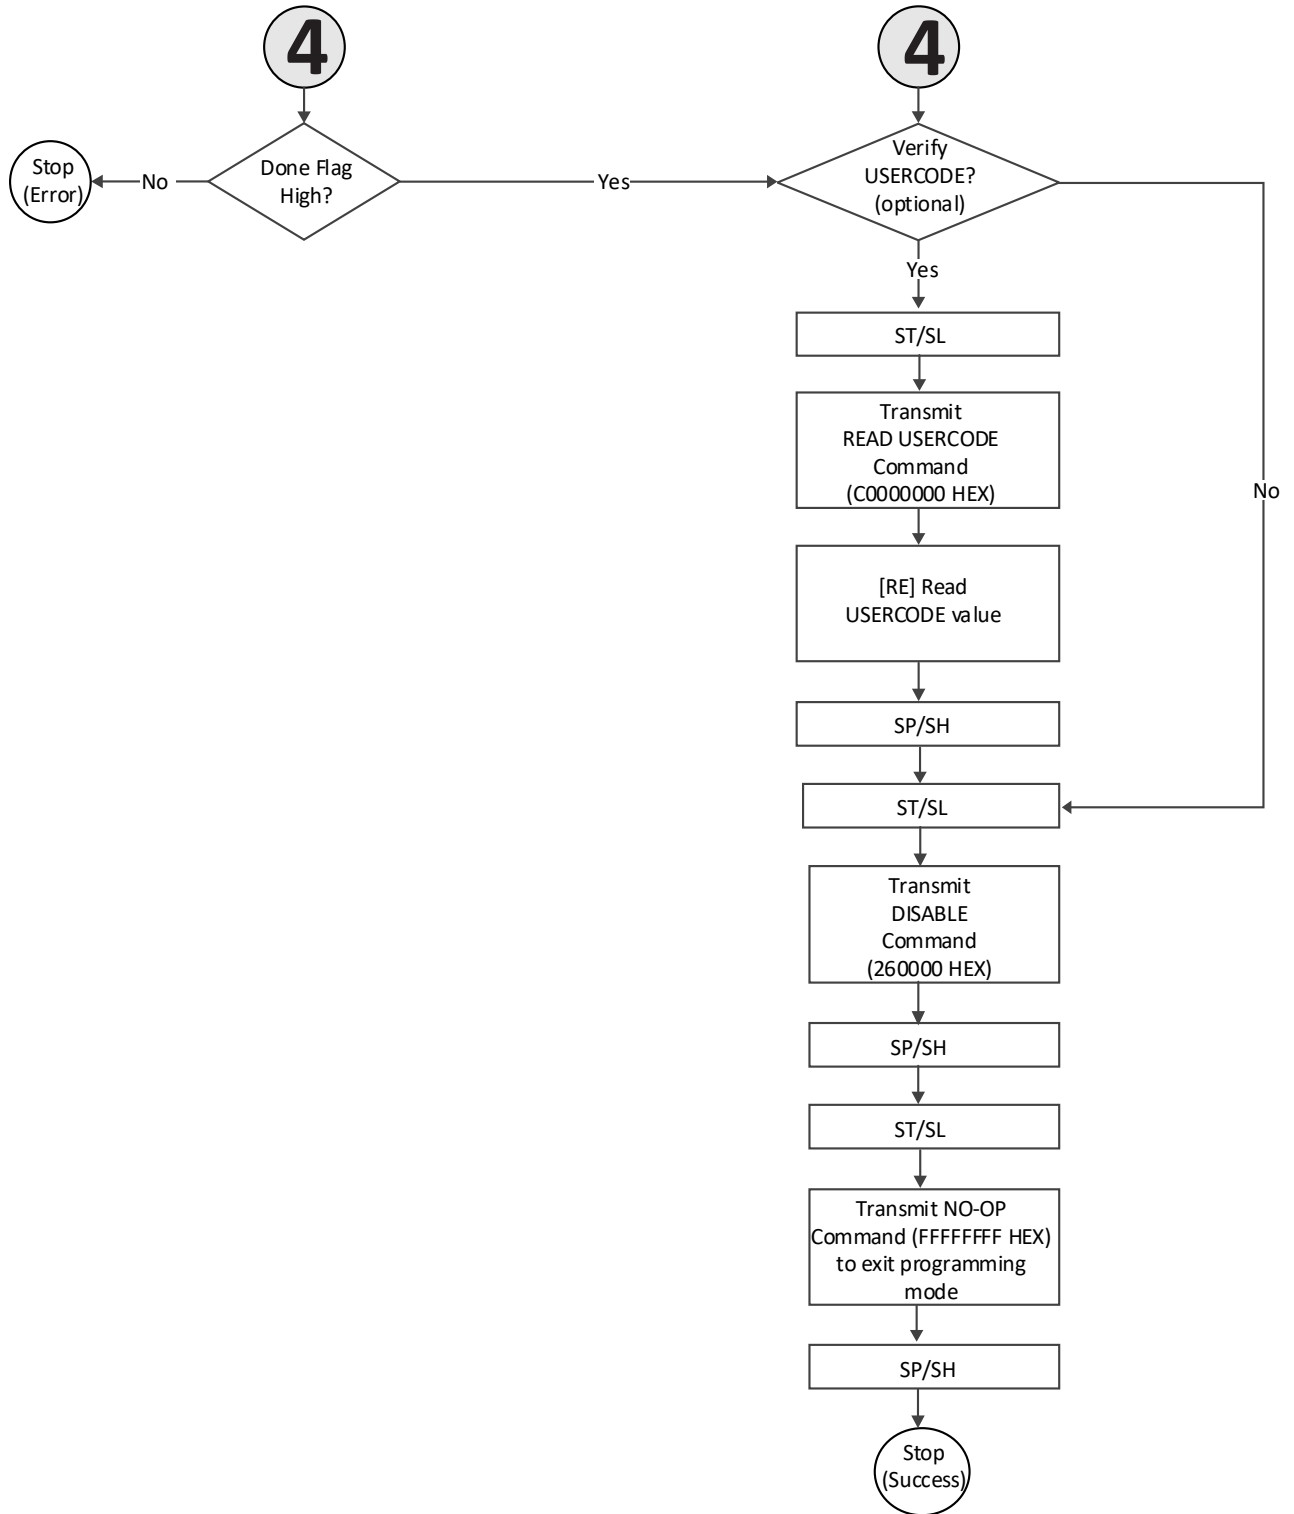 4
4
Stop
(Error)
No
Done Flag
High?
Yes
Verify
USERCODE?
(optional)
Yes
ST/SL
Transmit
READ USERCODE
Command
(C0000000 HEX)
No
[RE] Read
USERCODE value
SP/SH
ST/SL
Transmit
DISABLE
Command
(260000 HEX)
SP/SH
ST/SL
Transmit NO-OP
Command (FFFFFFFF HEX)
to exit programming
mode
SP/SH
Stop
(Success)